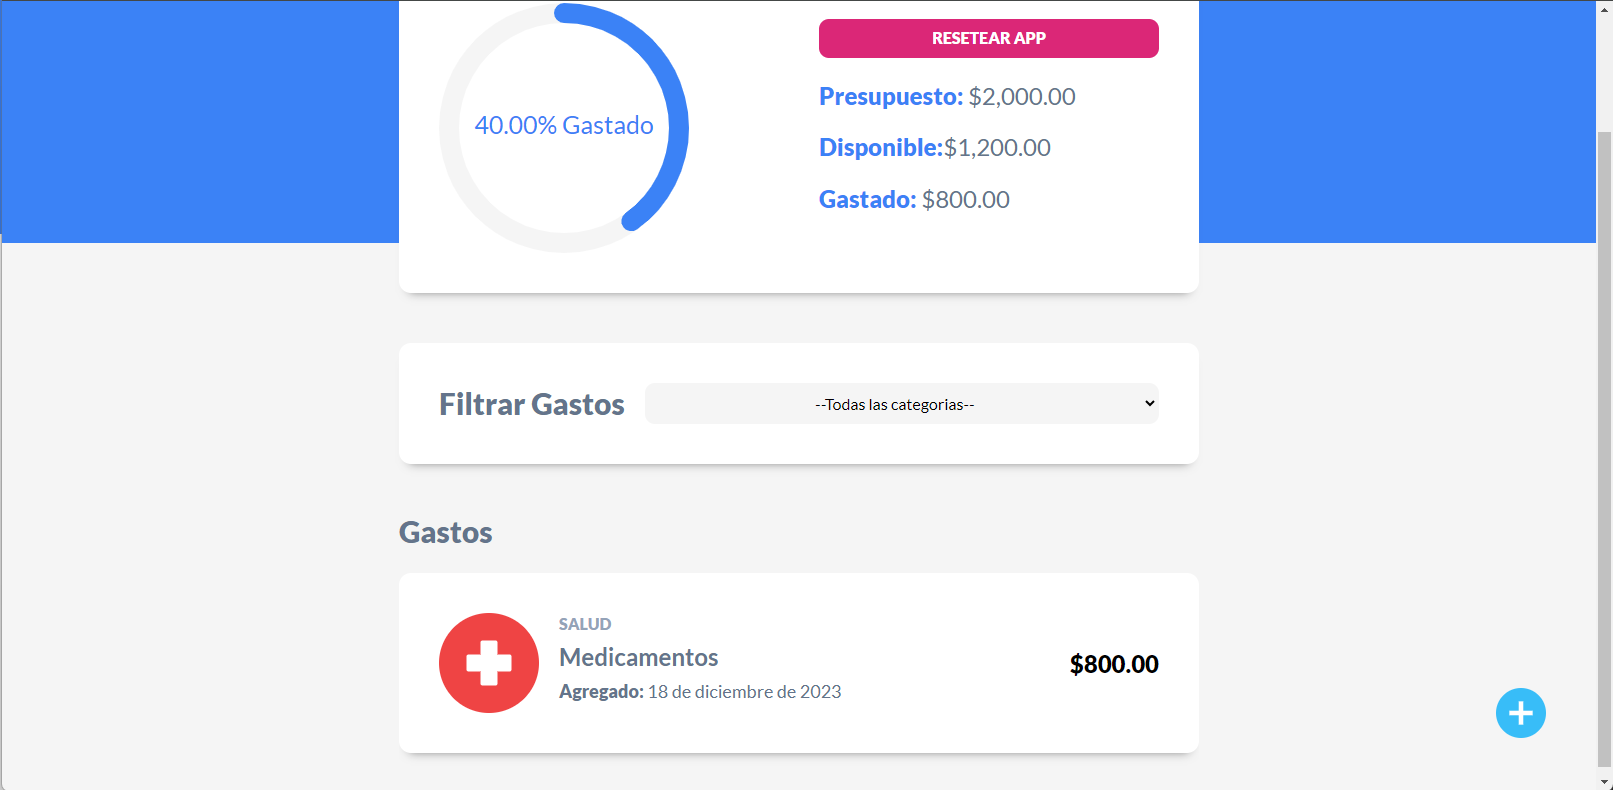 40.00% Gastado
RESETEAR APP
Presupuesto: $2,000.00
Disponible:$1,200.00
Gastado: $800.00
Filtrar Gastos
--Todas las categorias--
Gastos
SALUD
Medicamentos
Agregado: 18 de diciembre de 2023
$800.00